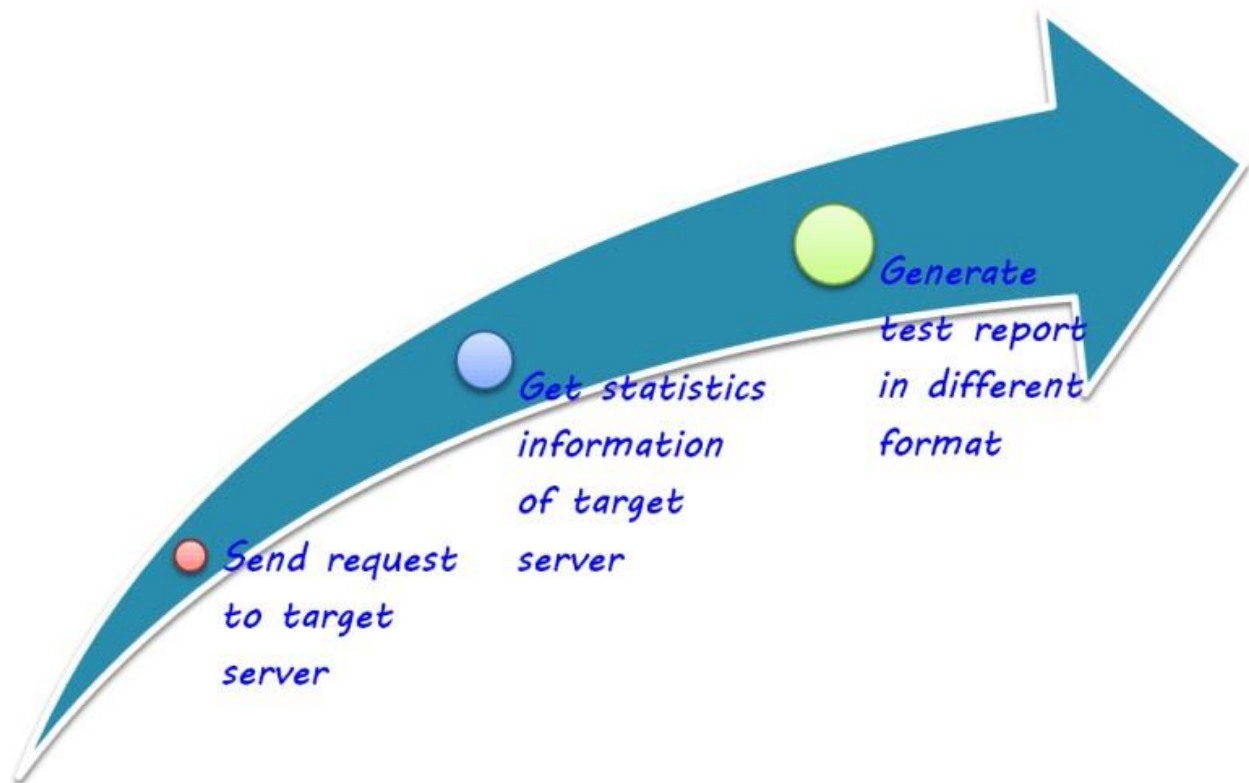 Send request
to target
server
Get statistics
information
of target
server
Generate
test report
in different
format